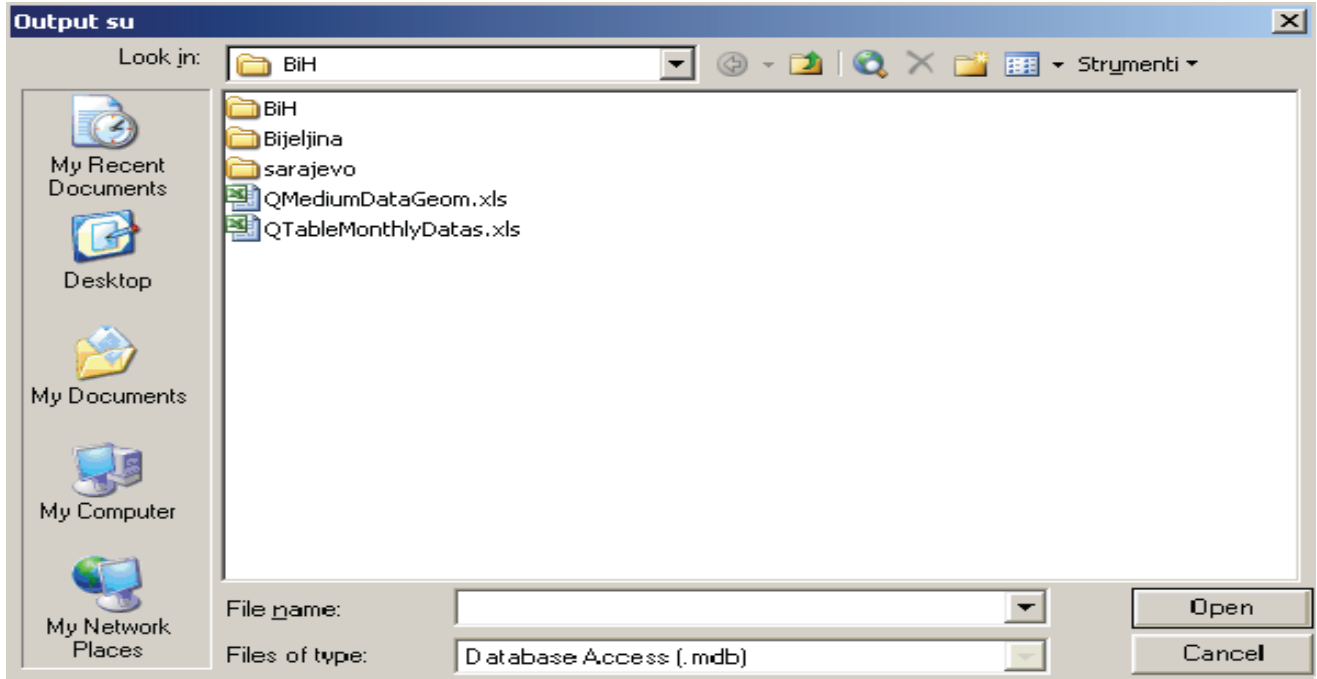 Output su
Look in:
BiH
Strumenti
My Recent
Documents
Desktop
My Documents
My Computer
My Network
Places
BiH
Bijeljina
sarajevo
QMediumDataGeom.xls
QTableMonthlyDatas.xls
File name:
Open
Files of type:
Database Access (.mdb)
Cancel